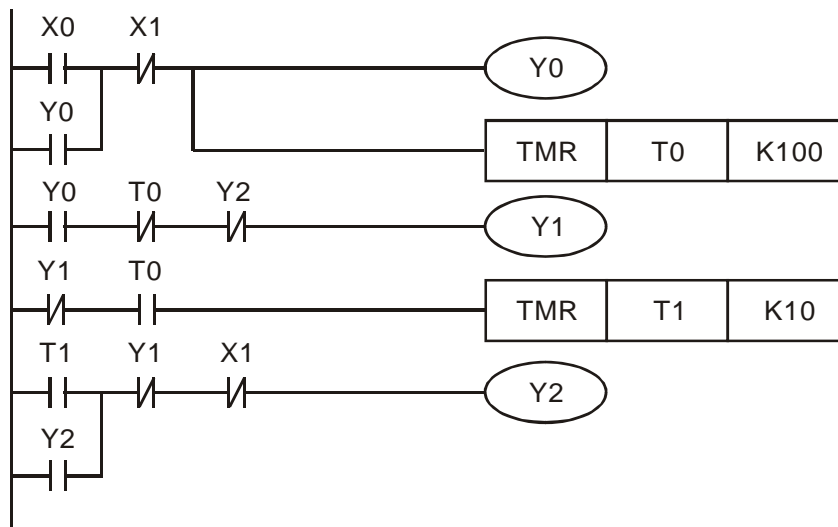 X0 X1
Y0
Y0
TMR T0 K100
Y0 T0 Y2
Y1
Y1 T0
TMR T1 K10
T1 Y1 X1
Y2
Y2